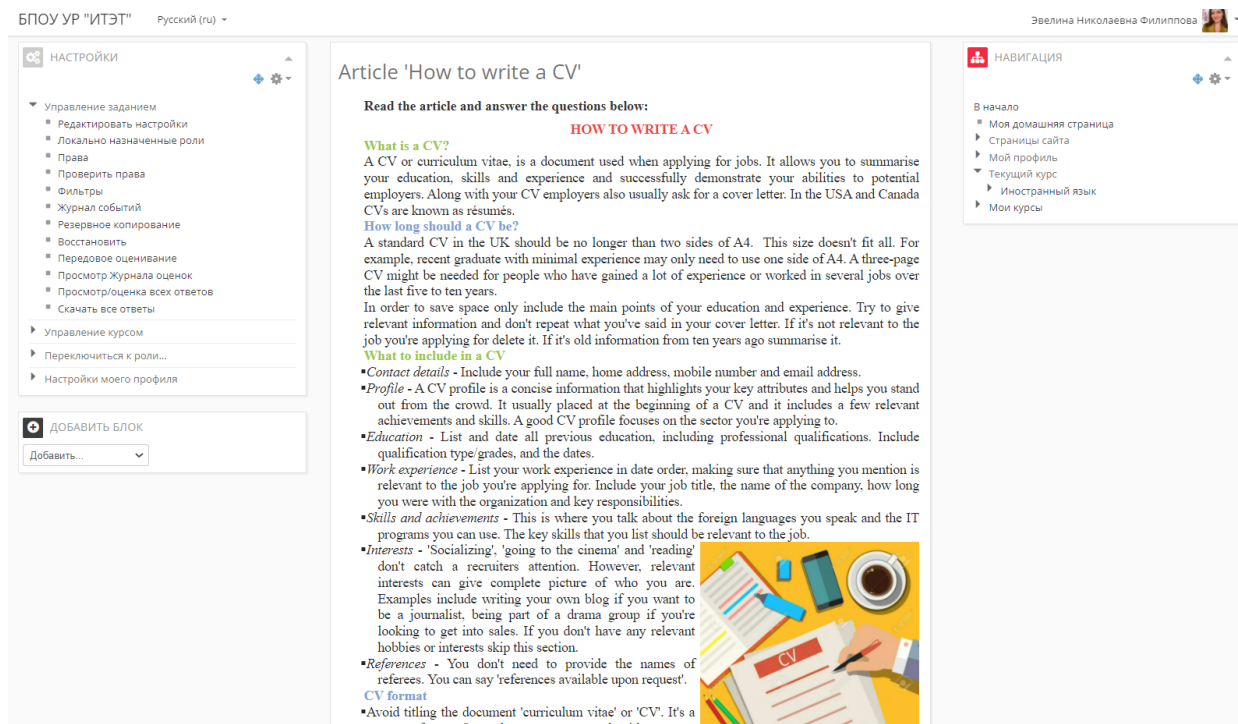 БПОУ УР "ИТЭТ"
Русский (ru)
Эвелина Николаевна Филиппова
НАСТРОЙКИ
Управление заданием
Редактировать настройки
Локально назначенные роли
Права
Проверить права
Фильтры
Журнал событий
Резервное копирование
Восстановить
Передовое оценивание
Просмотр Журнала оценок
Просмотр/оценка всех ответов
Скачать все ответы
Управление курсом
Переключиться к роли...
Настройки моего профиля
ДОБАВИТЬ БЛОК
Добавить...
Article 'How to write a CV'
Read the article and answer the questions below:
HOW TO WRITE A CV
What is a CV?
A CV or curriculum vitae, is a document used when applying for jobs. It allows you to summarise
your education, skills and experience and successfully demonstrate your abilities to potential
employers. Along with your CV employers also usually ask for a cover letter. In the USA and Canada
CVs are known as résumés.
How long should a CV be?
A standard CV in the UK should be no longer than two sides of A4. This size doesn't fit all. For
example, recent graduate with minimal experience may only need to use one side of A4. A three-page
CV might be needed for people who have gained a lot of experience or worked in several jobs over
the last five to ten years.
In order to save space only include the main points of your education and experience. Try to give
relevant information and don't repeat what you've said in your cover letter. If it's not relevant to the
job you're applying for delete it. If it's old information from ten years ago summarise it.
What to include in a CV
▪Contact details - Include your full name, home address, mobile number and email address.
▪Profile - A CV profile is a concise information that highlights your key attributes and helps you stand
out from the crowd. It usually placed at the beginning of a CV and it includes a few relevant
achievements and skills. A good CV profile focuses on the sector you're applying to.
▪Education - List and date all previous education, including professional qualifications. Include
qualification type/grades, and the dates.
▪Work experience - List your work experience in date order, making sure that anything you mention is
relevant to the job you're applying for. Include your job title, the name of the company, how long
you were with the organization and key responsibilities.
▪Skills and achievements - This is where you talk about the foreign languages you speak and the IT
programs you can use. The key skills that you list should be relevant to the job.
▪Interests - 'Socializing', 'going to the cinema' and 'reading'
don't catch a recruiters attention. However, relevant
interests can give complete picture of who you are.
Examples include writing your own blog if you want to
be a journalist, being part of a drama group if you're
looking to get into sales. If you don't have any relevant
hobbies or interests skip this section.
▪References - You don't need to provide the names of
referees. You can say 'references available upon request'.
CV format
▪Avoid titling the document 'curriculum vitae' or 'CV'. It's a
CV
НАВИГАЦИЯ
В начало
Моя домашняя страница
Страницы сайта
Мой профиль
Текущий курс
Иностранный язык
Мои курсы